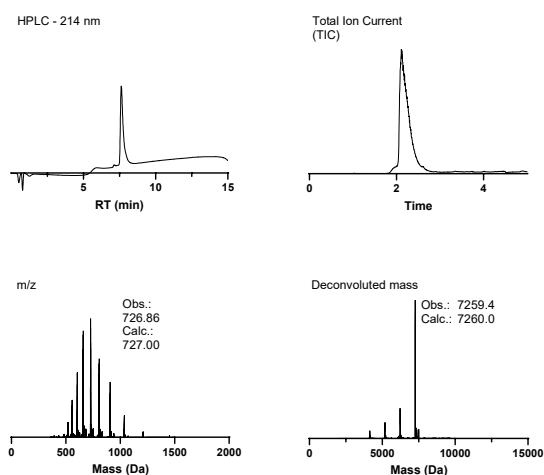 HPLC - 214 nm
5
10
15
RT (min)
Total Ion Current
(TIC)
0
2
4
Time
m/z
Obs.:
726.86
Calc.:
727.00
0
500
1000
1500
2000
Mass (Da)
Deconvoluted mass
Obs.: 7259.4
Calc.: 7260.0
0
5000
10000
15000
Mass (Da)